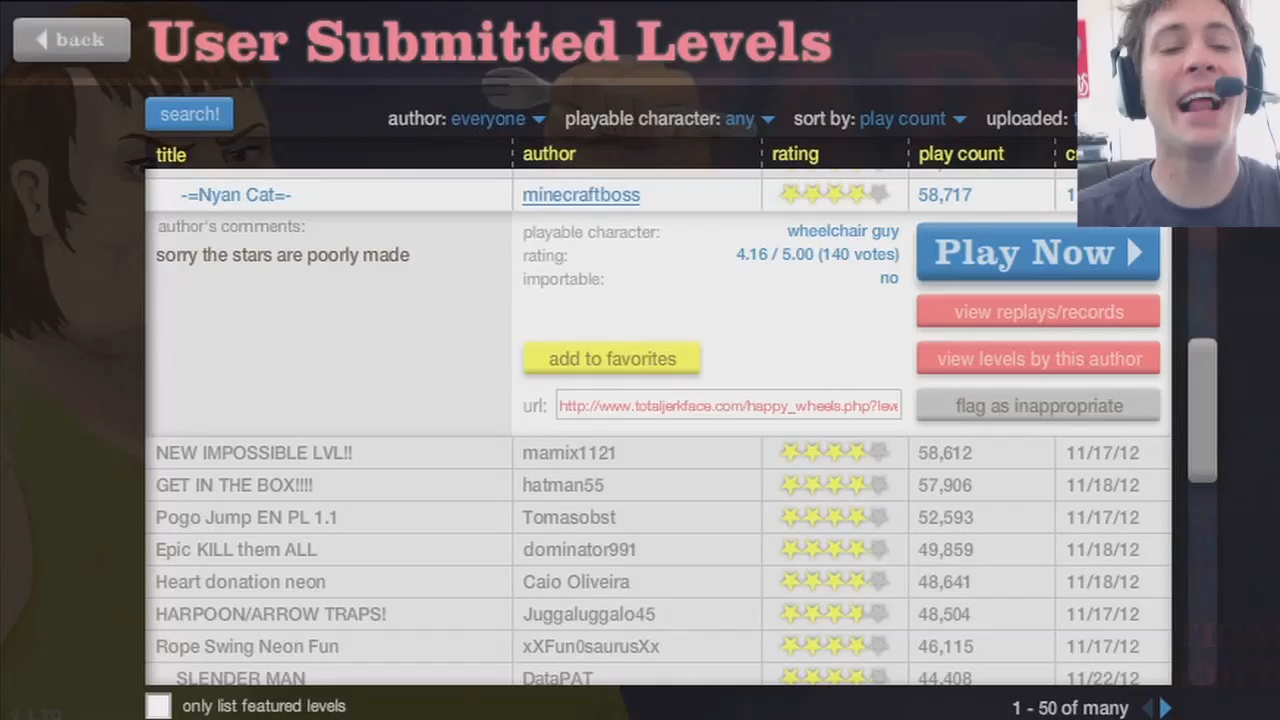 back
User Submitted Levels
search!
author: everyone playable character: any sort by: play count uploaded:
title author rating play count
-=Nyan Cat=- minecraftboss 58,717 1
author's comments:
sorry the stars are poorly made
playable character: wheelchair guy
rating: 4.16 / 5.00 (140 votes)
importable: no
Play Now
view replays/records
add to favorites
view levels by this author
url: http://www.totaljerkface.com/happy_wheels.php?leve
flag as inappropriate
NEW IMPOSSIBLE LVL!! mamix1121 58,612 11/17/12
GET IN THE BOX!!!! hatman55 57,906 11/18/12
Pogo Jump EN PL 1.1 Tomasobst 52,593 11/17/12
Epic KILL them ALL dominator991 49,859 11/18/12
Heart donation neon Caio Oliveira 48,641 11/18/12
HARPOON/ARROW TRAPS! Juggaluggalo45 48,504 11/17/12
Rope Swing Neon Fun xXFun0saurusXx 46,115 11/17/12
SLENDER MAN DataPAT 44,408 11/22/12
only list featured levels
1 - 50 of many